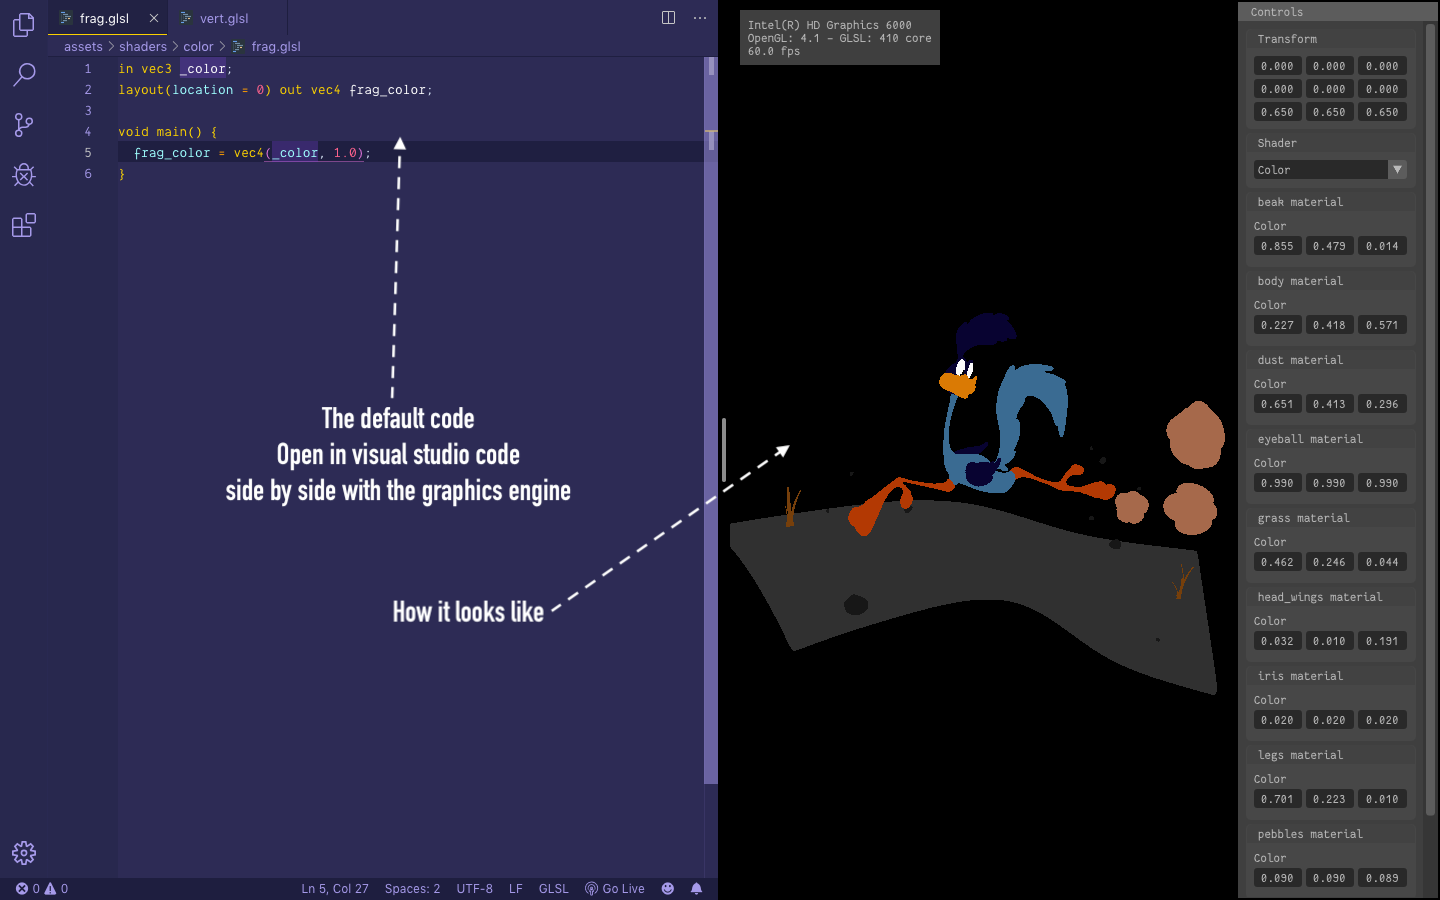 frag.glsl
vert.glsl
assets > shaders > color > frag.glsl
1 in vec3 _color;
2 layout(location = 0) out vec4 frag_color;
3
4 void main() {
5 frag_color = vec4(_color, 1.0);
6 }
The default code
Open in visual studio code
side by side with the graphics engine
How it looks like
0 0 Ln 5, Col 27 Spaces: 2 UTF-8 LF GLSL Go Live
Intel(R) HD Graphics 6000
OpenGL: 4.1 - GLSL: 410 core
60.0 fps
Controls
Transform
0.000 0.000 0.000
0.000 0.000 0.000
0.650 0.650 0.650
Shader
Color
beak material
Color
0.855 0.479 0.014
body material
Color
0.227 0.418 0.571
dust material
Color
0.651 0.413 0.296
eyeball material
Color
0.990 0.990 0.990
grass material
Color
0.462 0.246 0.044
head_wings material
Color
0.032 0.010 0.191
iris material
Color
0.020 0.020 0.020
legs material
Color
0.701 0.223 0.010
pebbles material
Color
0.090 0.090 0.089